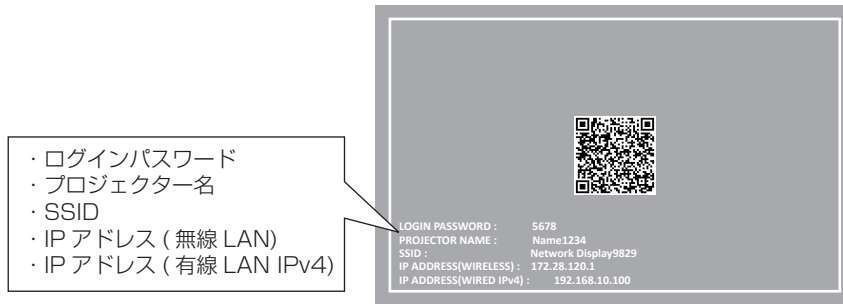 ・ログインパスワード
・プロジェクター名
・SSID
・IP アドレス ( 無線 LAN)
・IP アドレス ( 有線 LAN IPv4)
LOGIN PASSWORD : 5678
PROJECTOR NAME : Name1234
SSID : Network Display9829
IP ADDRESS(WIRELESS) : 172.28.120.1
IP ADDRESS(WIRED IPv4) : 192.168.10.100